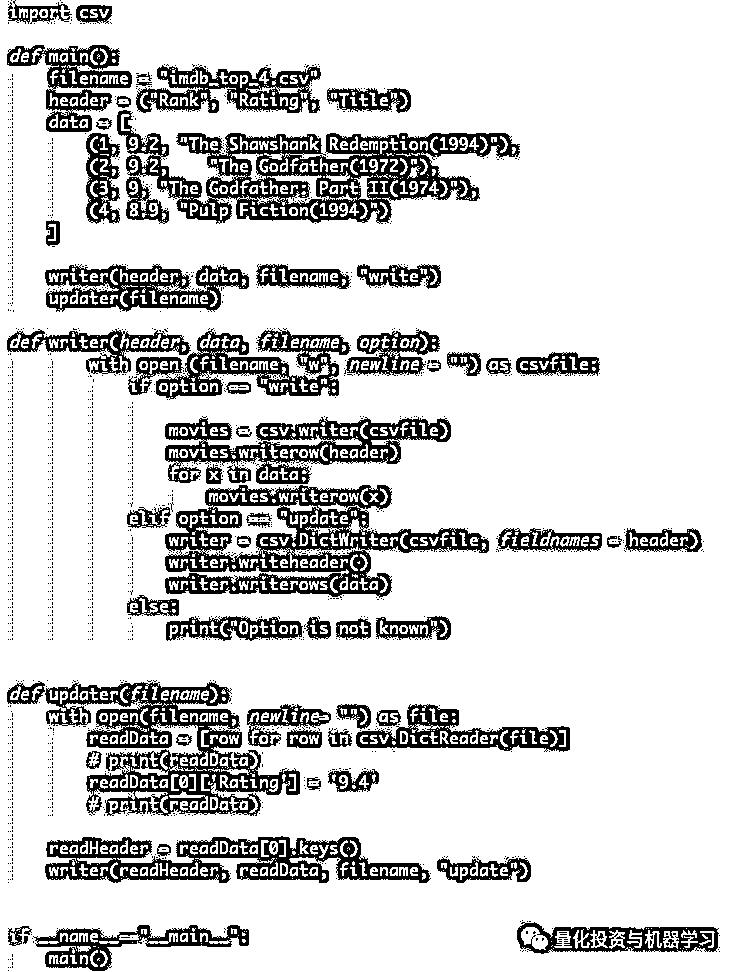 import csv
def main():
    filename = "imdb_top_4.csv"
    header = ("Rank", "Rating", "Title")
    data = [
        (1, 9.2, "The Shawshank Redemption(1994)"),
        (2, 9.2,    "The Godfather(1972)"),
        (3, 9, "The Godfather: Part II(1974)"),
        (4, 8.9, "Pulp Fiction(1994)")
    ]
    writer(header, data, filename, "write")
    updater(filename)
def writer(header, data, filename, option):
        with open (filename, "w", newline = "") as csvfile:
            if option == "write":
                movies = csv.writer(csvfile)
                movies.writerow(header)
                for x in data:
                    movies.writerow(x)
            elif option == "update":
                writer = csv.DictWriter(csvfile, fieldnames = header)
                writer.writeheader()
                writer.writerows(data)
            else:
                print("Option is not known")
def updater(filename):
    with open(filename, newline= "") as file:
        readData = [row for row in csv.DictReader(file)]
        # print(readData)
        readData[0]['Rating'] = '9.4'
        # print(readData)
    readHeader = readData[0].keys()
    writer(readHeader, readData, filename, "update")
if __name__=="__main__":
    main()
量化投资与机器学习